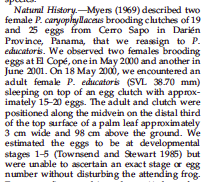 Natural History.—Myers (1969) described two
female P. caryophyllaceus brooding clutches of 19
and 25 eggs from Cerro Sapo in Darién
Province, Panama, that we reassign to P.
educatoris. We observed two females brooding
eggs at El Copé, one in May 2000 and another in
June 2001. On 18 May 2000, we encountered an
adult female P. educatoris (SVL 38.70 mm)
sleeping on top of an egg clutch with approx-
imately 15–20 eggs. The adult and clutch were
positioned along the midvein on the distal third
of the top surface of a palm leaf approximately
3 cm wide and 98 cm above the ground. We
estimated the eggs to be at developmental
stages 1–5 (Townsend and Stewart 1985) but
were unable to ascertain an exact stage or egg
number without disturbing the attending frog.